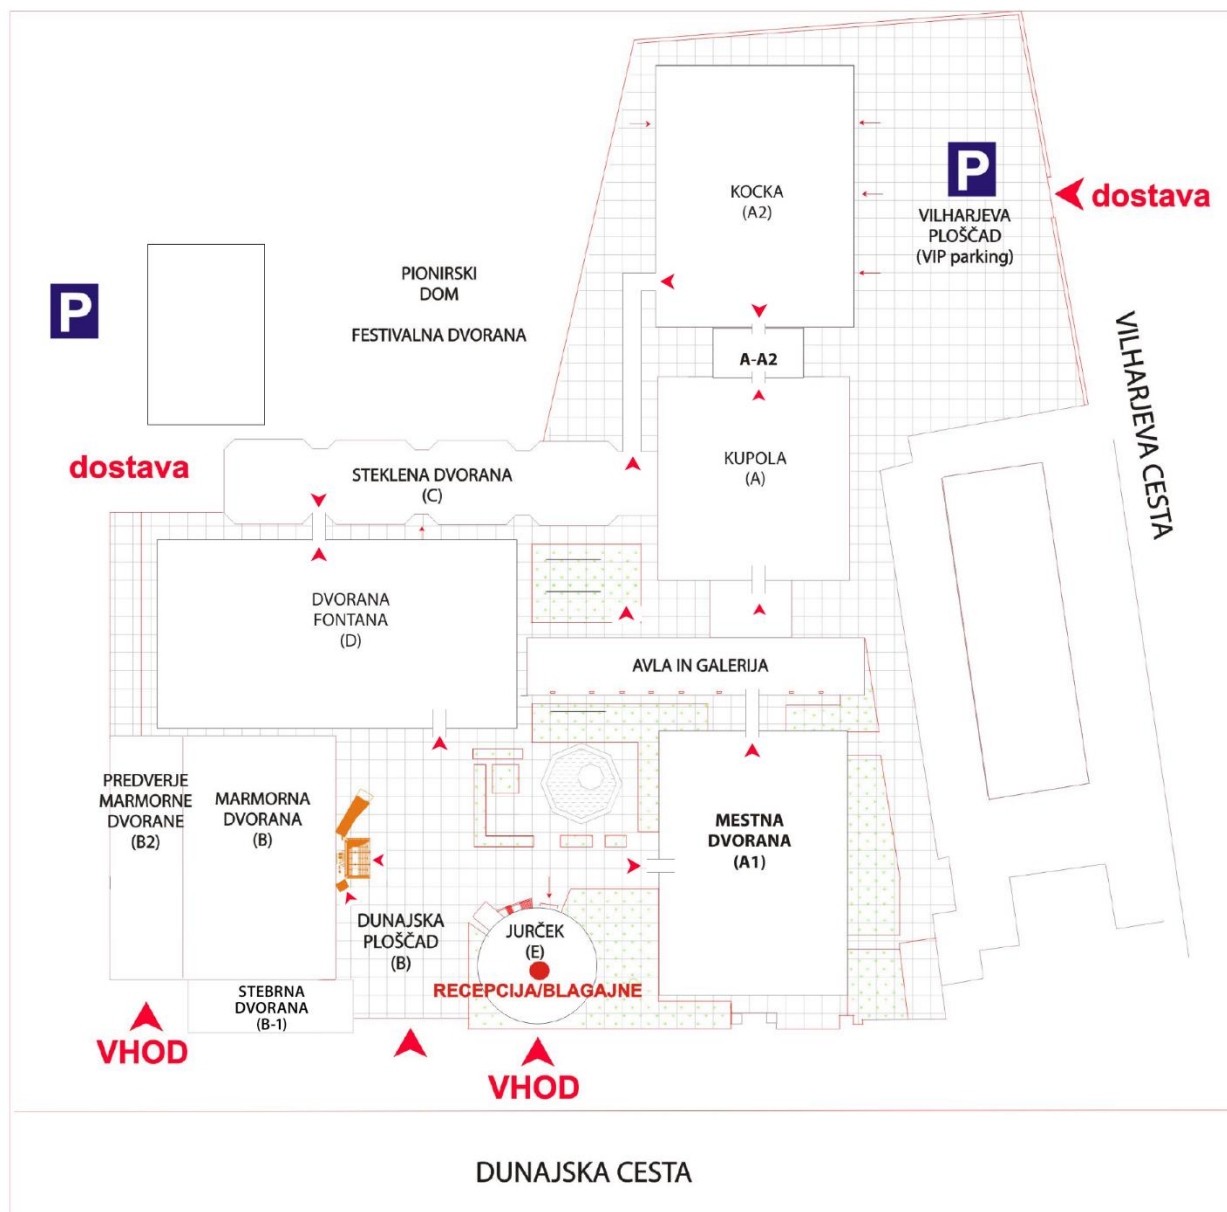 KOCKA
(A2)
P
VILHARJEVA
PLOŠČAD
(VIP parking)
dostava
PIONIRSKI
DOM
FESTIVALNA DVORANA
P
VILHARJEVA CESTA
A-A2
dostava
STEKLENA DVORANA
(C)
KUPOLA
(A)
DVORANA
FONTANA
(D)
AVLA IN GALERIJA
PREDVERJE
MARMORNE
DVORANE
(B2)
MARMORNA
DVORANA
(B)
MESTNA
DVORANA
(A1)
DUNAJSKA
PLOŠČAD
(B)
JURČEK
(E)
RECEPCIJA/BLAGAJNE
STEBRNA
DVORANA
(B-1)
VHOD
VHOD
DUNAJSKA CESTA